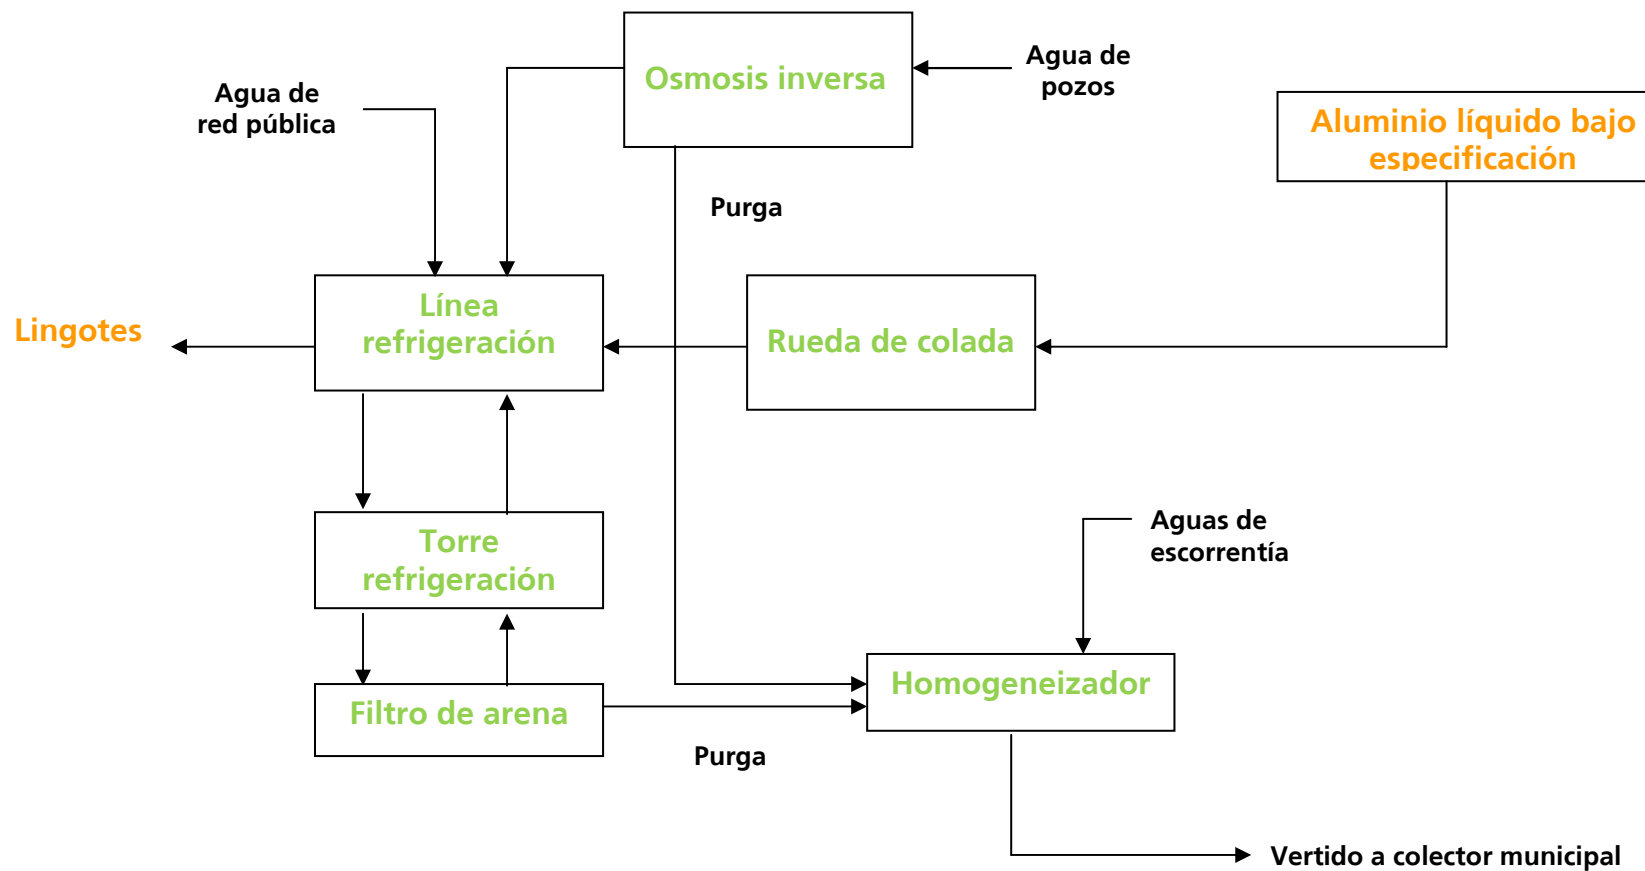 Osmosis inversa
Agua de
pozos
Agua de
red pública
Aluminio líquido bajo
especificación
Purga
Línea
refrigeración
Lingotes
Rueda de colada
Torre
refrigeración
Aguas de
escorrentía
Homogeneizador
Filtro de arena
Purga
Vertido a colector municipal